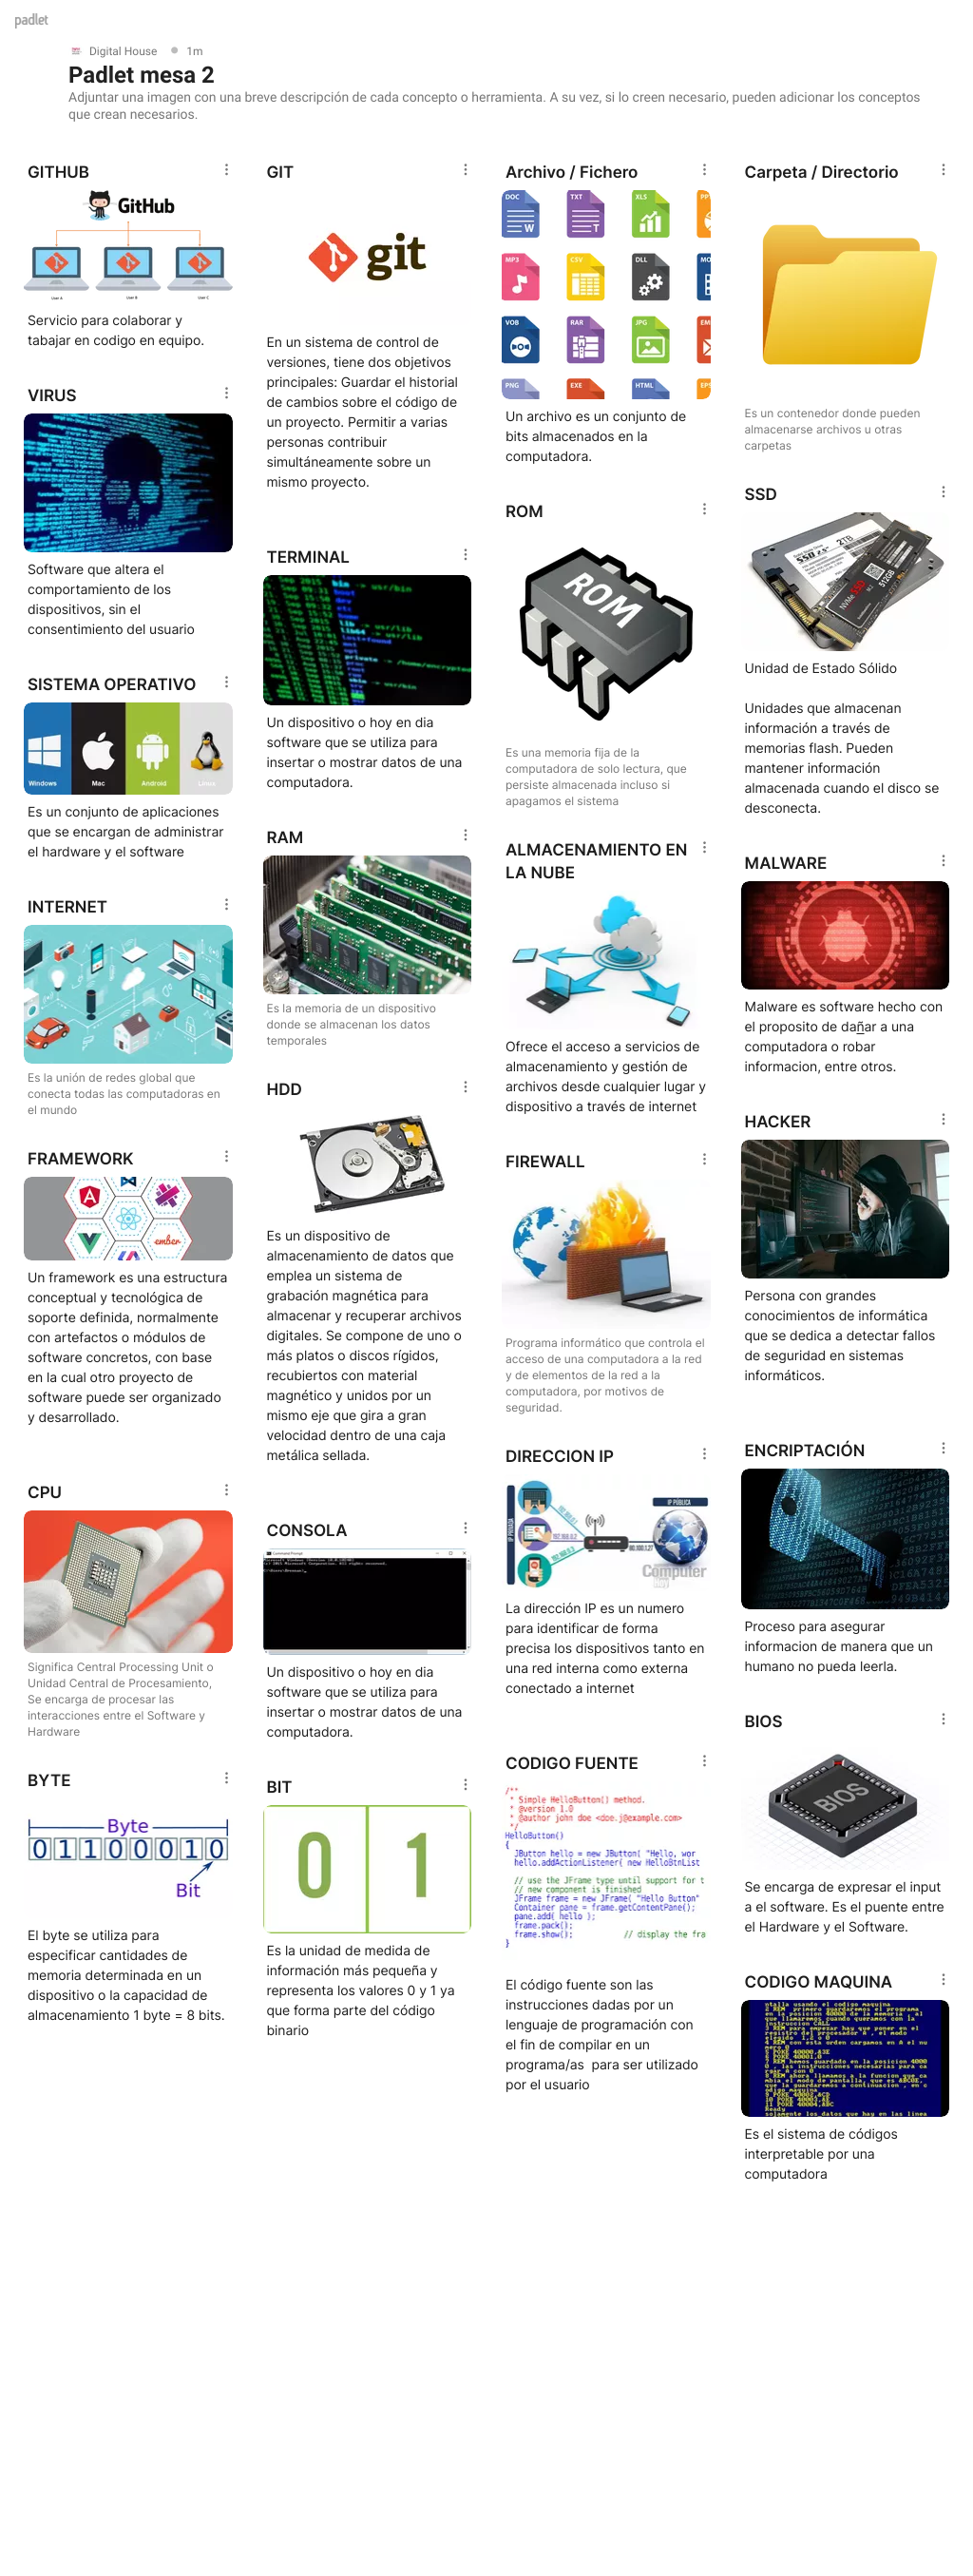 padlet
Digital House 1m
Padlet mesa 2
Adjuntar una imagen con una breve descripción de cada concepto o herramienta. A su vez, si lo creen necesario, pueden adicionar los conceptos
que crean necesarios.
GITHUB
GitHub
User A User B User C
Servicio para colaborar y
tabajar en codigo en equipo.
VIRUS
Software que altera el
comportamiento de los
dispositivos, sin el
consentimiento del usuario
SISTEMA OPERATIVO
Windows Mac Android Linux
Es un conjunto de aplicaciones
que se encargan de administrar
el hardware y el software
INTERNET
Es la unión de redes global que
conecta todas las computadoras en
el mundo
FRAMEWORK
ember
Un framework es una estructura
conceptual y tecnológica de
soporte definida, normalmente
con artefactos o módulos de
software concretos, con base
en la cual otro proyecto de
software puede ser organizado
y desarrollado.
CPU
Significa Central Processing Unit o
Unidad Central de Procesamiento,
Se encarga de procesar las
interacciones entre el Software y
Hardware
BYTE
Byte
0 1 1 0 0 0 1 0
Bit
El byte se utiliza para
especificar cantidades de
memoria determinada en un
dispositivo o la capacidad de
almacenamiento 1 byte = 8 bits.
GIT
git
En un sistema de control de
versiones, tiene dos objetivos
principales: Guardar el historial
de cambios sobre el código de
un proyecto. Permitir a varias
personas contribuir
simultáneamente sobre un
mismo proyecto.
TERMINAL
Un dispositivo o hoy en dia
software que se utiliza para
insertar o mostrar datos de una
computadora.
RAM
Es la memoria de un dispositivo
donde se almacenan los datos
temporales
HDD
Es un dispositivo de
almacenamiento de datos que
emplea un sistema de
grabación magnética para
almacenar y recuperar archivos
digitales. Se compone de uno o
más platos o discos rígidos,
recubiertos con material
magnético y unidos por un
mismo eje que gira a gran
velocidad dentro de una caja
metálica sellada.
CONSOLA
Command Prompt
Un dispositivo o hoy en dia
software que se utiliza para
insertar o mostrar datos de una
computadora.
BIT
0 1
Es la unidad de medida de
información más pequeña y
representa los valores 0 y 1 ya
que forma parte del código
binario
Archivo / Fichero
DOC TXT XLS PP
W T
MP3 CSV DLL MO
VOB RAR JPG EM
PNG EXE HTML EPS
Un archivo es un conjunto de
bits almacenados en la
computadora.
ROM
ROM
Es una memoria fija de la
computadora de solo lectura, que
persiste almacenada incluso si
apagamos el sistema
ALMACENAMIENTO EN
LA NUBE
Ofrece el acceso a servicios de
almacenamiento y gestión de
archivos desde cualquier lugar y
dispositivo a través de internet
FIREWALL
Programa informático que controla el
acceso de una computadora a la red
y de elementos de la red a la
computadora, por motivos de
seguridad.
DIRECCION IP
IP PRIVADA
IP PÚBLICA
Computer
hoy
La dirección IP es un numero
para identificar de forma
precisa los dispositivos tanto en
una red interna como externa
conectado a internet
CODIGO FUENTE
/**
* Simple HelloButton() method.
* @version 1.0
* @author john doe <doe.j@example.com>
*/
HelloButton()
{
JButton hello = new JButton( "Hello, wor
hello.addActionListener( new HelloBtnList
// use the JFrame type until support for t
// new component is finished
JFrame frame = new JFrame( "Hello Button"
Container pane = frame.getContentPane();
pane.add( hello );
frame.pack();
frame.show(); // display the fra
}
El código fuente son las
instrucciones dadas por un
lenguaje de programación con
el fin de compilar en un
programa/as para ser utilizado
por el usuario
Carpeta / Directorio
Es un contenedor donde pueden
almacenarse archivos u otras
carpetas
SSD
SSD 2.5" 2TB
NVMe SSD 512GB
Unidad de Estado Sólido
Unidades que almacenan
información a través de
memorias flash. Pueden
mantener información
almacenada cuando el disco se
desconecta.
MALWARE
Malware es software hecho con
el proposito de dañar a una
computadora o robar
informacion, entre otros.
HACKER
Persona con grandes
conocimientos de informática
que se dedica a detectar fallos
de seguridad en sistemas
informáticos.
ENCRIPTACIÓN
Proceso para asegurar
informacion de manera que un
humano no pueda leerla.
BIOS
BIOS
Se encarga de expresar el input
a el software. Es el puente entre
el Hardware y el Software.
CODIGO MAQUINA
Es el sistema de códigos
interpretable por una
computadora